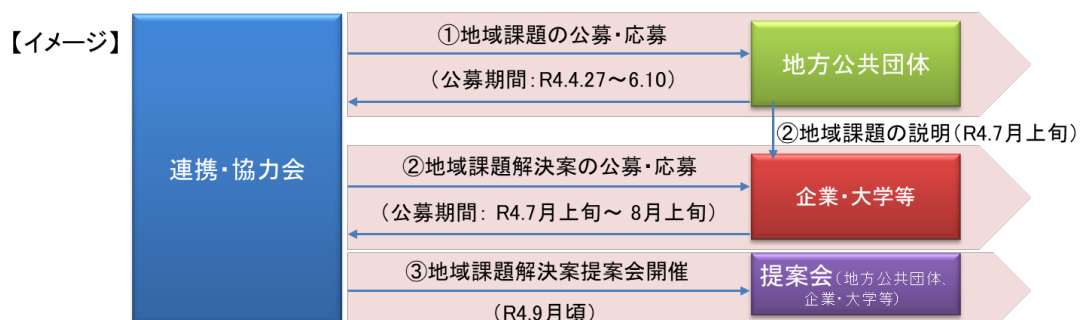 【イメージ】
連携・協力会
①地域課題の公募・応募
（公募期間：R4.4.27～6.10）
地方公共団体
②地域課題の説明（R4.7月上旬）
②地域課題解決案の公募・応募
（公募期間： R4.7月上旬～ 8月上旬）
企業・大学等
③地域課題解決案提案会開催
（R4.9月頃）
提案会（地方公共団体、
企業・大学等）